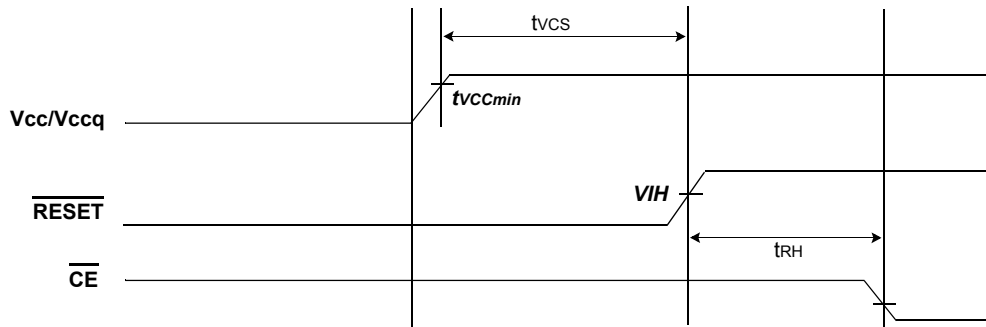 tVCS
tVCCmin
Vcc/Vccq
VIH
RESET
tRH
CE